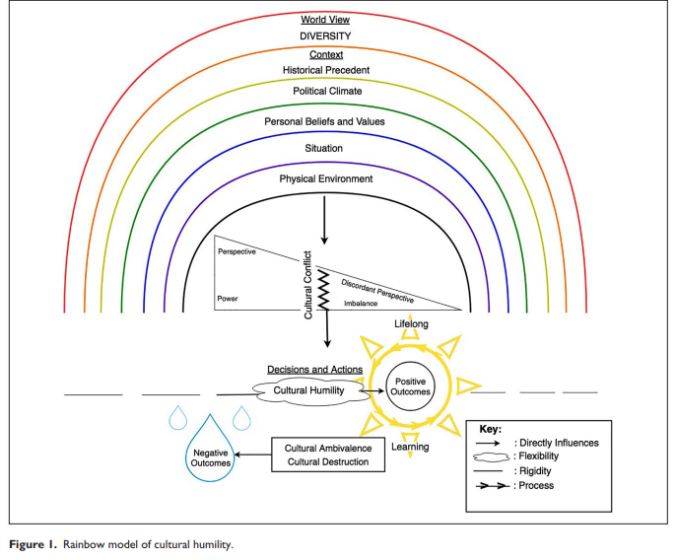 World View
DIVERSITY
Context
Historical Precedent
Political Climate
Personal Beliefs and Values
Situation
Physical Environment
Perspective
Power
Cultural Conflict
Discordant Perspective
Imbalance
Lifelong
Decisions and Actions
Cultural Humility
Positive
Outcomes
Learning
Negative
Outcomes
Cultural Ambivalence
Cultural Destruction
Key:
: Directly Influences
: Flexibility
: Rigidity
: Process
Figure 1. Rainbow model of cultural humility.